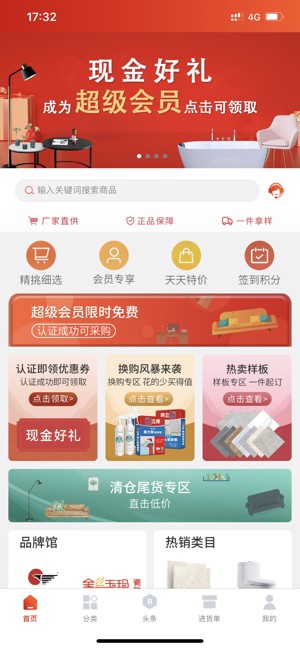 17:32
4G
现金好礼
成为超级会员点击可领取
输入关键词搜索商品
厂家直供
正品保障
一件拿样
精挑细选
会员专享
天天特价
签到积分
超级会员限时免费
认证成功可采购
认证即领优惠券
认证成功即可领取
点击领取>
现金好礼
换购风暴来袭
换购专区 花的少买得值
点击查看>
热卖样板
样板专区 一件起订
点击查看>
清仓尾货专区
直击低价
品牌馆
热销类目
金丝玉玛
首页
分类
头条
进货单
我的